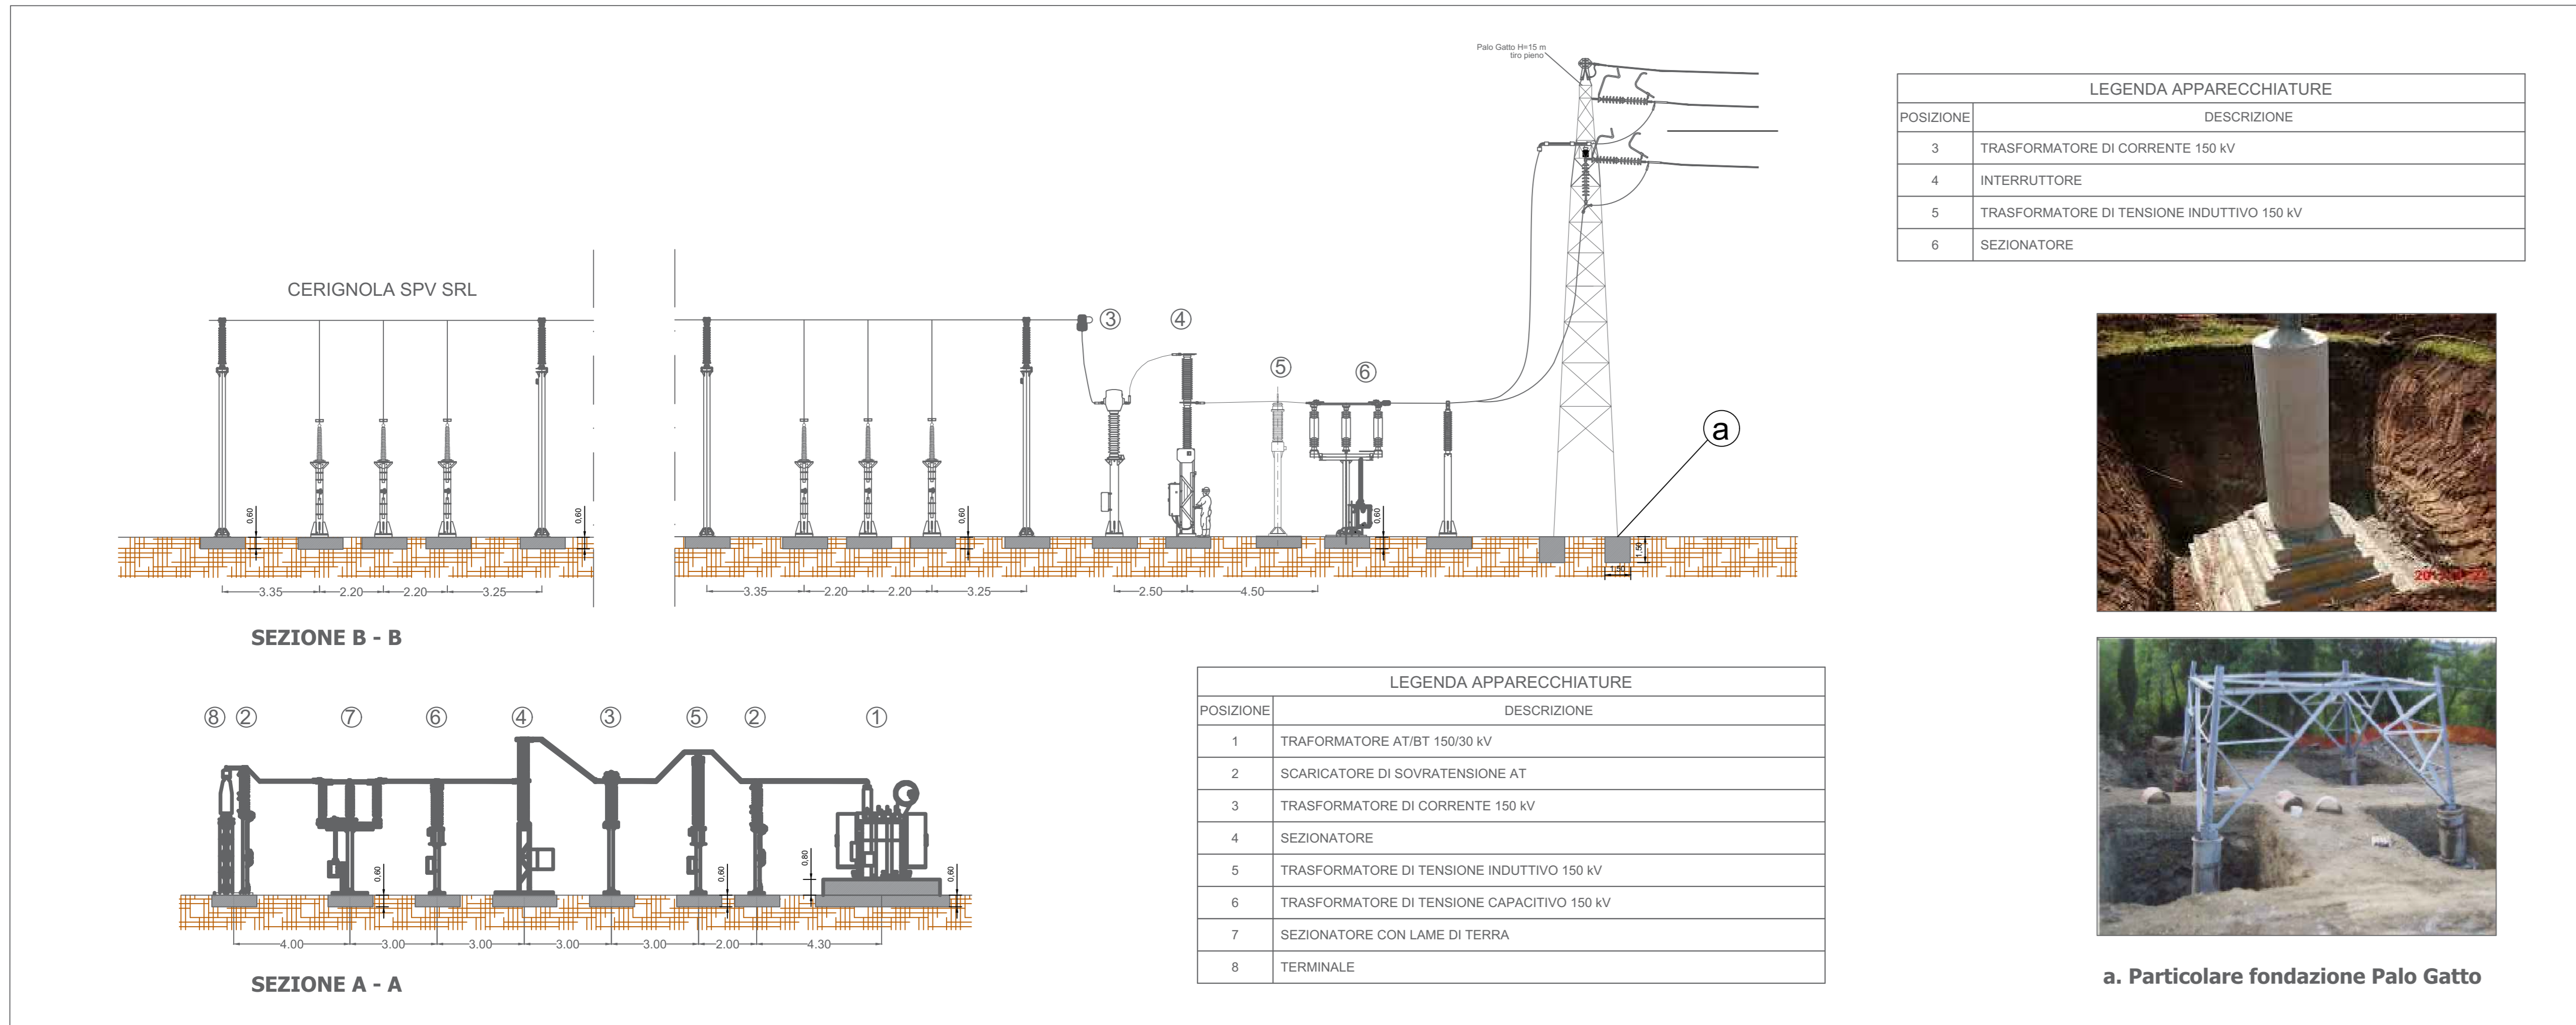 Palo Gatto H=15 m
tiro pieno
LEGENDA APPARECCHIATURE
POSIZIONE DESCRIZIONE
3 TRASFORMATORE DI CORRENTE 150 kV
4 INTERRUTTORE
5 TRASFORMATORE DI TENSIONE INDUTTIVO 150 kV
6 SEZIONATORE
CERIGNOLA SPV SRL
3 4 5 6
a
0,60 0,60 0,60 0,60 1,50
1,50
3.35 2.20 2.20 3.25 3.35 2.20 2.20 3.25 2.50 4.50
SEZIONE B - B
8 2 7 6 4 3 5 2 1
0,60 0,60 0,80 0,60
4.00 3.00 3.00 3.00 3.00 2.00 4.30
SEZIONE A - A
LEGENDA APPARECCHIATURE
POSIZIONE DESCRIZIONE
1 TRAFORMATORE AT/BT 150/30 kV
2 SCARICATORE DI SOVRATENSIONE AT
3 TRASFORMATORE DI CORRENTE 150 kV
4 SEZIONATORE
5 TRASFORMATORE DI TENSIONE INDUTTIVO 150 kV
6 TRASFORMATORE DI TENSIONE CAPACITIVO 150 kV
7 SEZIONATORE CON LAME DI TERRA
8 TERMINALE
a. Particolare fondazione Palo Gatto